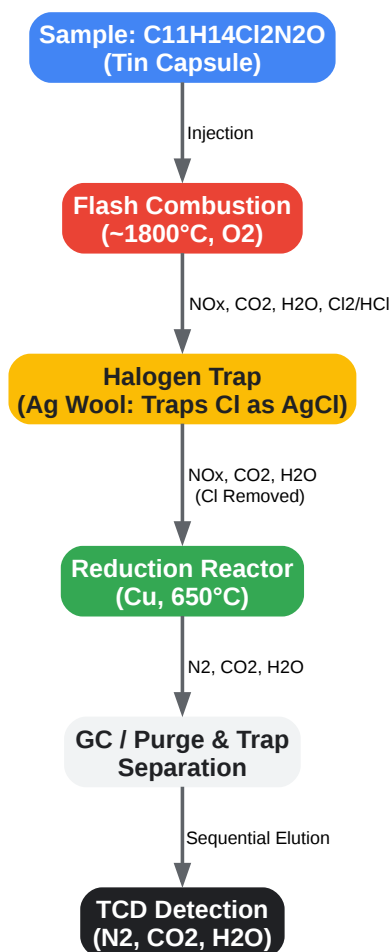 Sample: C11H14Cl2N2O
(Tin Capsule)
Injection
Flash Combustion
(~1800°C, O2)
NOx, CO2, H2O, Cl2/HCl
Halogen Trap
(Ag Wool: Traps Cl as AgCl)
NOx, CO2, H2O
(Cl Removed)
Reduction Reactor
(Cu, 650°C)
N2, CO2, H2O
GC / Purge & Trap
Separation
Sequential Elution
TCD Detection
(N2, CO2, H2O)